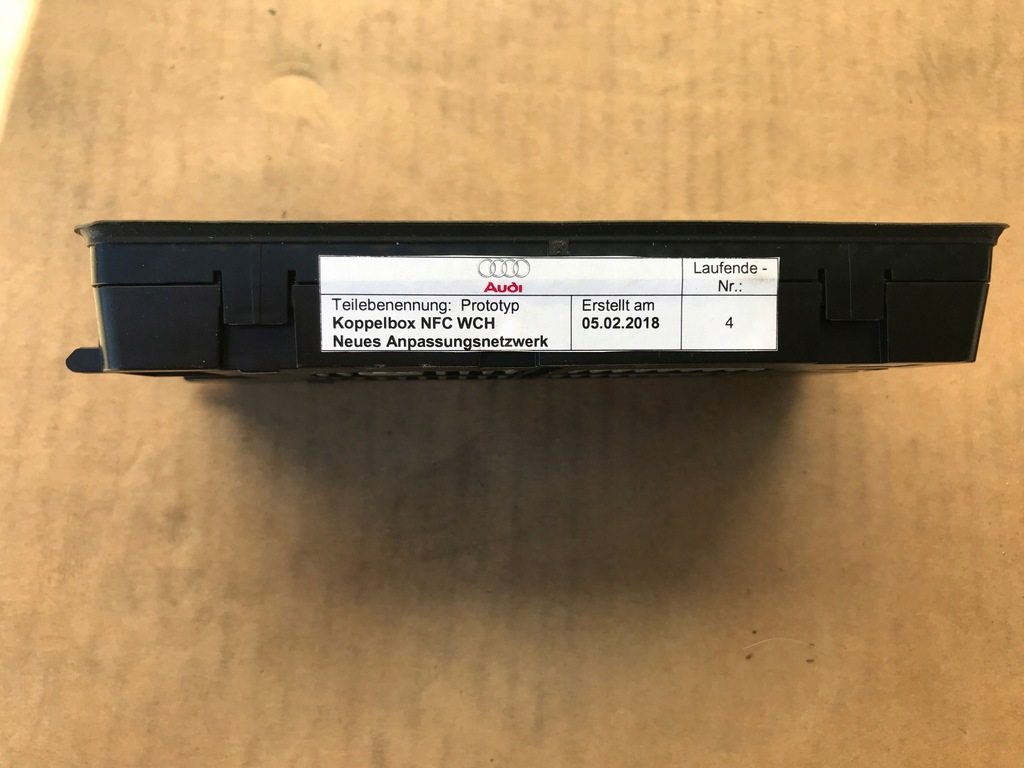 Audi
Laufende -
Nr.:
Teilebenennung: Prototyp
Koppelbox NFC WCH
Neues Anpassungsnetzwerk
Erstellt am
05.02.2018
4